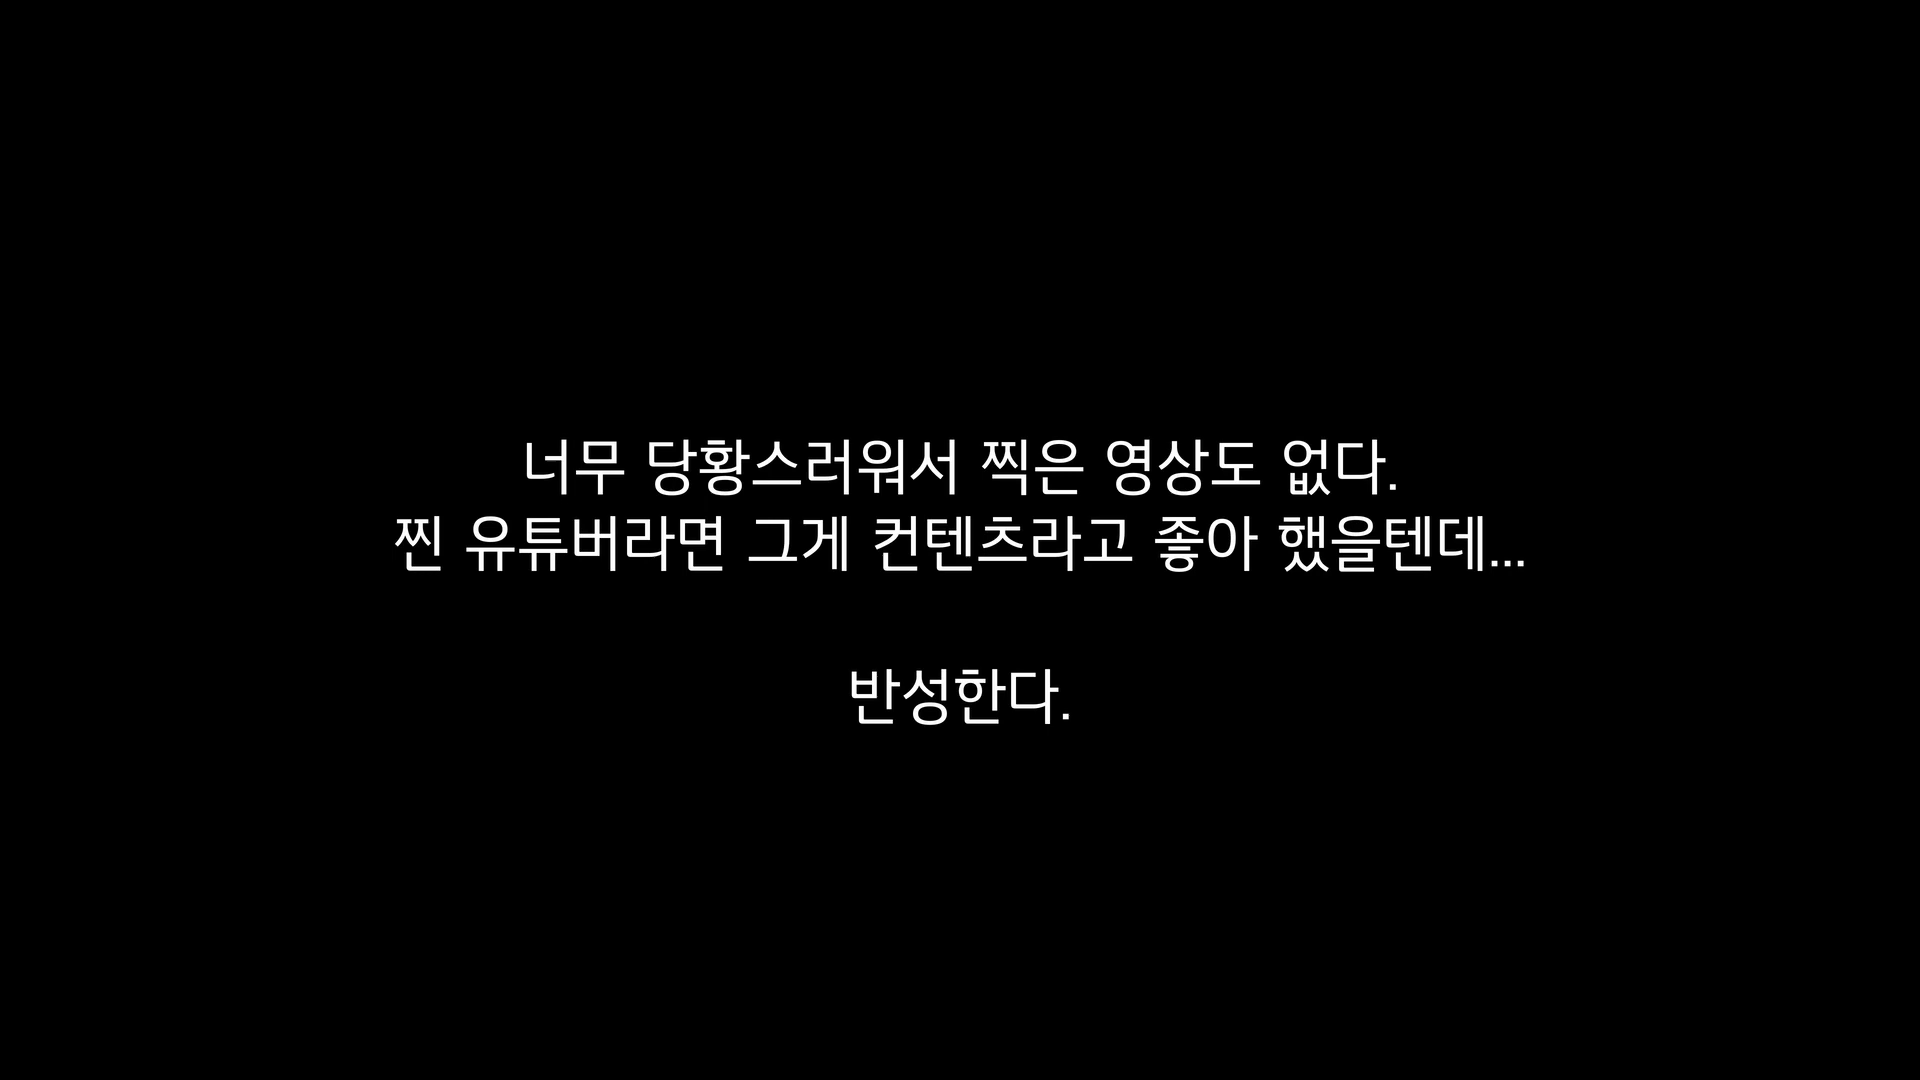 너무 당황스러워서 찍은 영상도 없다.
찐 유튜버라면 그게 컨텐츠라고 좋아 했을텐데...
반성한다.